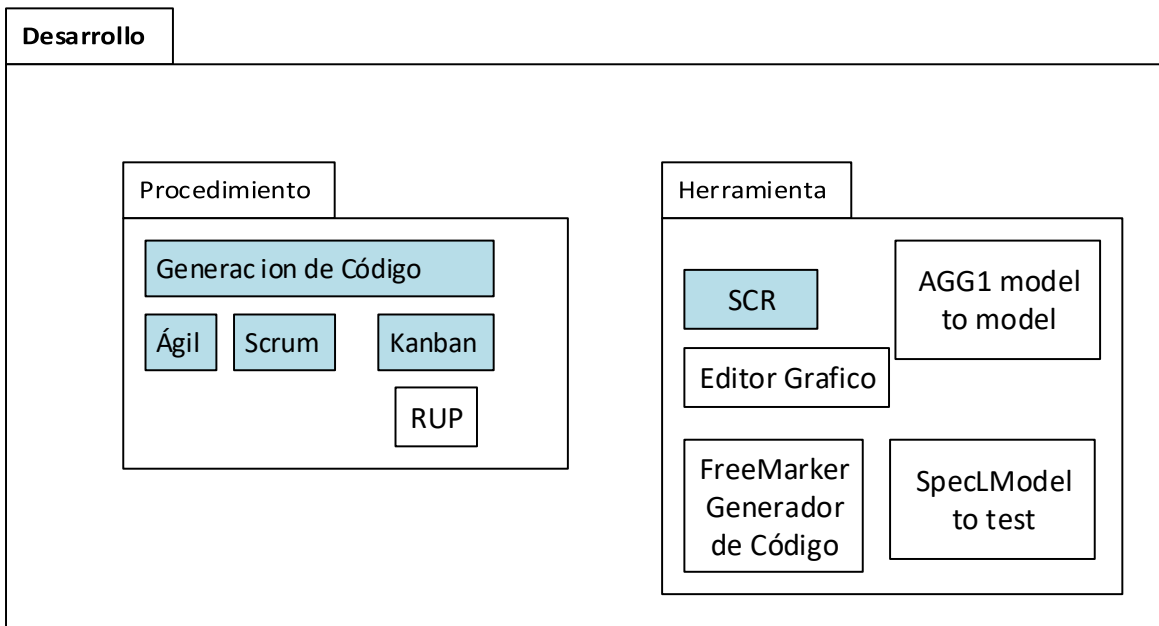 Desarrollo
Procedimiento
Generac ion de Código
Ágil
Scrum
Kanban
RUP
Herramienta
SCR
AGG1 model
to model
Editor Grafico
FreeMarker
Generador
de Código
SpecLModel
to test